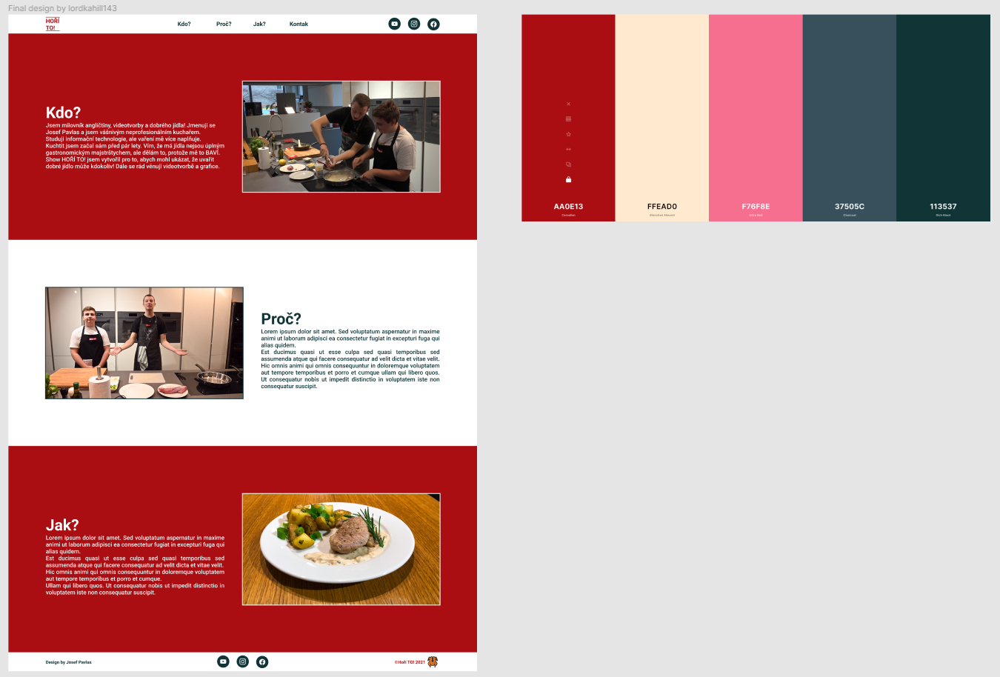 Final design by lordkahill143
HOŘÍ
TO!
Kdo?
Proč?
Jak?
Kontak
Kdo?
Jsem milovník angličtiny, videotvorby a dobrého jídla! Jmenuji se
Josef Pavlas a jsem vášnivým neprofesionálním kuchařem.
Studuji informační technologie, ale vaření mě více naplňuje.
Kuchtit jsem začal sám před pár lety. Vím, že má jídla nejsou úplným
gastronomickým majstrštychem, ale dělám to, protože mě to BAVÍ.
Show HOŘÍ TO! jsem vytvořil pro to, abych mohl ukázat, že uvařit
dobré jídlo může kdokoliv! Dále se rád věnuji videotvorbě a grafice.
Proč?
Lorem ipsum dolor sit amet. Sed voluptatum aspernatur in maxime
animi ut laborum adipisci ea consectetur fugiat in excepturi fuga qui
alias quidem.
Est ducimus quasi ut esse culpa sed quasi temporibus sed
assumenda atque qui facere consequatur ad velit dicta et vitae velit.
Hic omnis animi qui omnis consequuntur in doloremque voluptatem
aut tempore temporibus et porro et cumque ullam qui libero quos.
Ut consequatur nobis ut impedit distinctio in voluptatem iste non
consequatur suscipit.
Jak?
Lorem ipsum dolor sit amet. Sed voluptatum aspernatur in maxime
animi ut laborum adipisci ea consectetur fugiat in excepturi fuga qui
alias quidem.
Est ducimus quasi ut esse culpa sed quasi temporibus sed
assumenda atque qui facere consequatur ad velit dicta et vitae velit.
Hic omnis animi qui omnis consequuntur in doloremque voluptatem
aut tempore temporibus et porro et cumque.
Ullam qui libero quos. Ut consequatur nobis ut impedit distinctio in
voluptatem iste non consequatur suscipit.
Design by Josef Pavlas
©Hoří TO! 2021
AA0E13
Carnelian
FFEAD0
Blanched Almond
F76F8E
37505C
Charcoal
113537